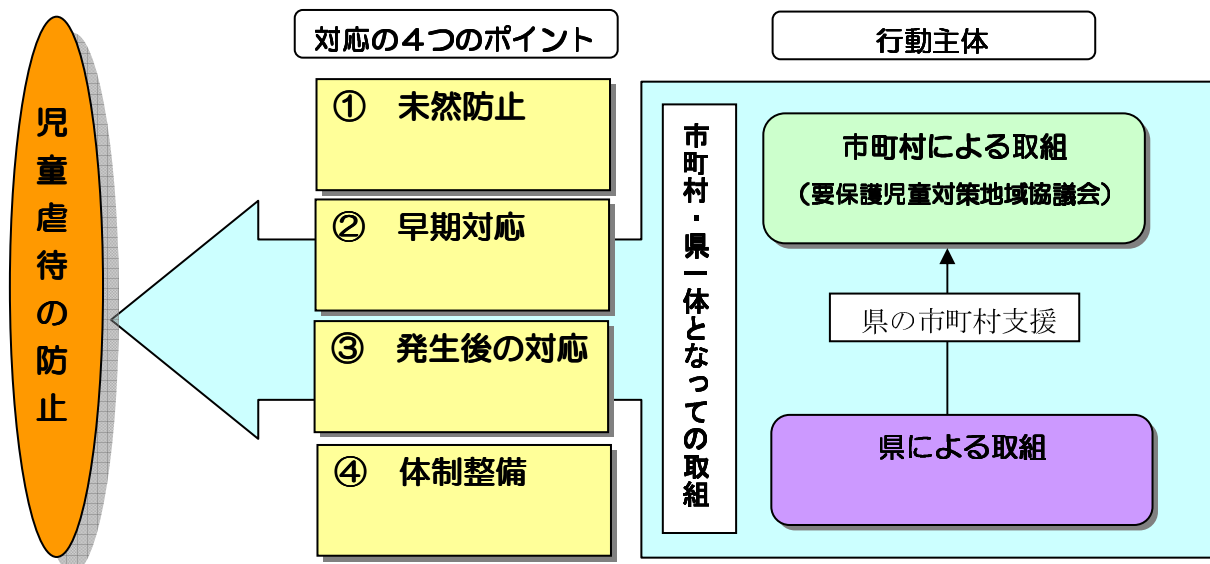 児童虐待の防止
対応の4つのポイント
① 未然防止
② 早期対応
③ 発生後の対応
④ 体制整備
行動主体
市町村・県一体となっての取組
市町村による取組
(要保護児童対策地域協議会)
県の市町村支援
県による取組